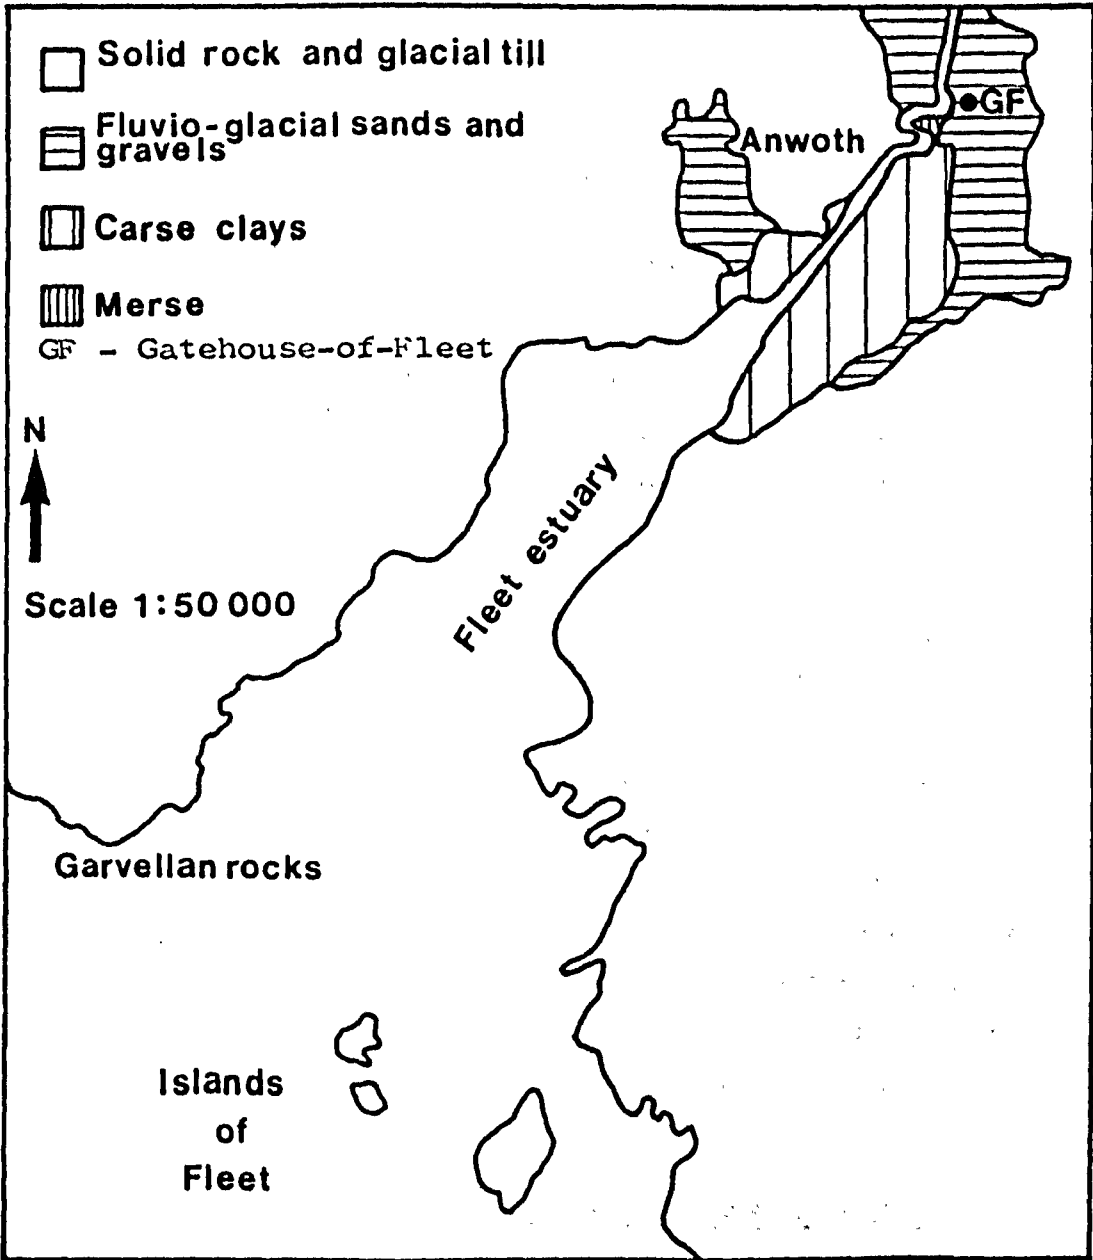 Solid rock and glacial till
Fluvio-glacial sands and
gravels
Carse clays
Merse
GF - Gatehouse-of-Fleet
GF
Anwoth
N
Scale 1:50 000
Fleet estuary
Garvellan rocks
Islands
of
Fleet